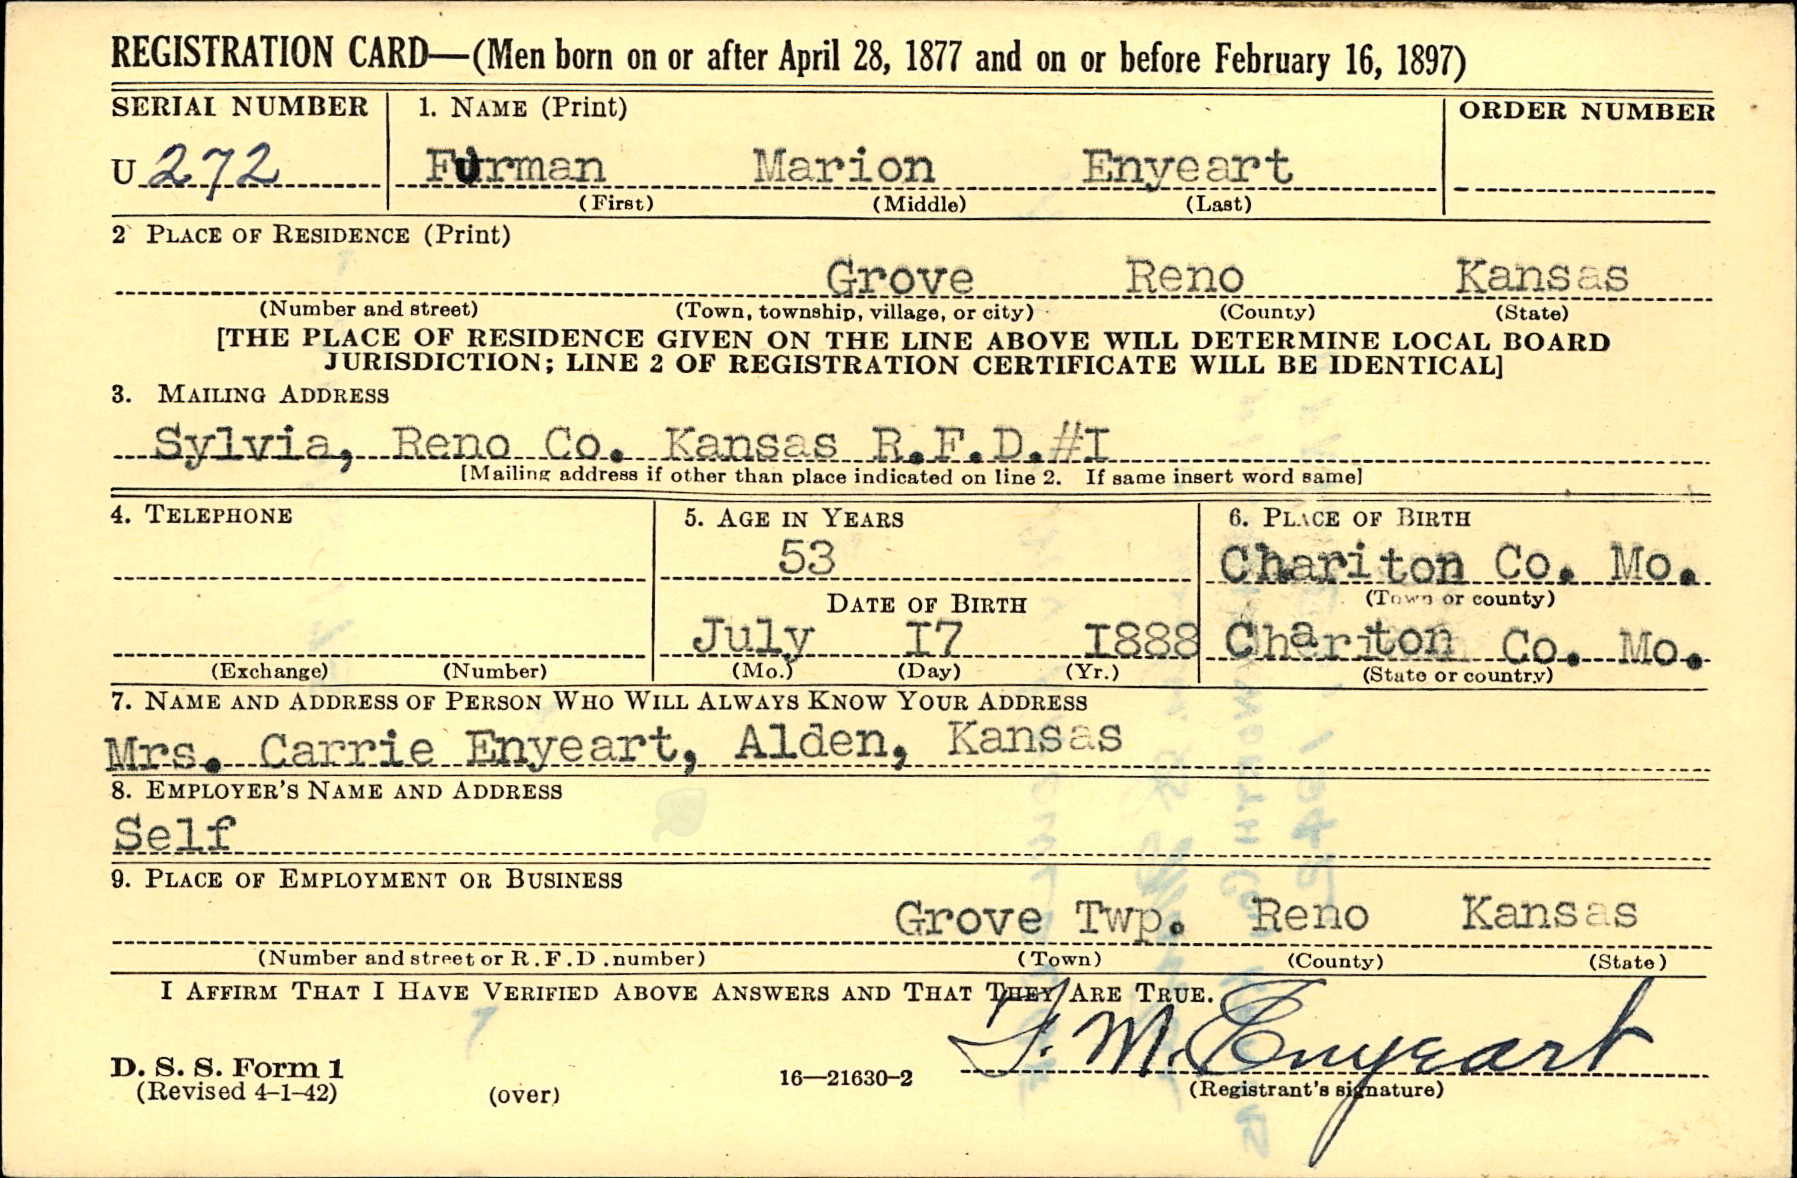 REGISTRATION CARD—(Men born on or after April 28, 1877 and on or before February 16, 1897)
SERIAL NUMBER 1. NAME (Print) ORDER NUMBER
U 272 Furman Marion Enyeart
(First) (Middle) (Last)
2 PLACE OF RESIDENCE (Print)
Grove Reno Kansas
(Number and street) (Town, township, village, or city) (County) (State)
[THE PLACE OF RESIDENCE GIVEN ON THE LINE ABOVE WILL DETERMINE LOCAL BOARD
JURISDICTION; LINE 2 OF REGISTRATION CERTIFICATE WILL BE IDENTICAL]
3. MAILING ADDRESS
Sylvia, Reno Co. Kansas R.F.D.#I
[Mailing address if other than place indicated on line 2. If same insert word same]
4. TELEPHONE 5. AGE IN YEARS 6. PLACE OF BIRTH
53 Chariton Co. Mo.
DATE OF BIRTH (Town or county)
July I7 I888 Chariton Co. Mo.
(Exchange) (Number) (Mo.) (Day) (Yr.) (State or country)
7. NAME AND ADDRESS OF PERSON WHO WILL ALWAYS KNOW YOUR ADDRESS
Mrs. Carrie Enyeart, Alden, Kansas
8. EMPLOYER'S NAME AND ADDRESS
Self
9. PLACE OF EMPLOYMENT OR BUSINESS
Grove Twp. Reno Kansas
(Number and street or R.F.D. number) (Town) (County) (State)
I AFFIRM THAT I HAVE VERIFIED ABOVE ANSWERS AND THAT THEY ARE TRUE.
F. M. Enyeart
D. S. S. Form 1
(Revised 4-1-42) (over) 16—21630-2 (Registrant's signature)